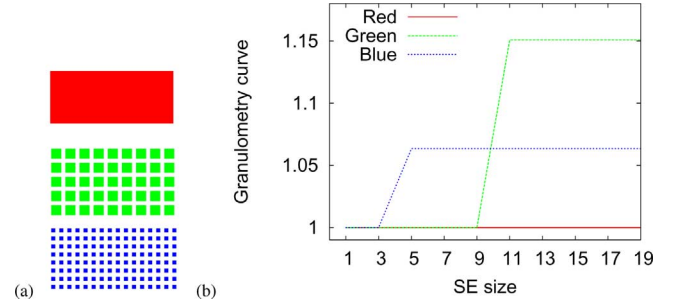 (a)
(b)
Granulometry curve
Red
Green
Blue
1.15
1.1
1.05
1
1 3 5 7 9 11 13 15 17 19
SE size